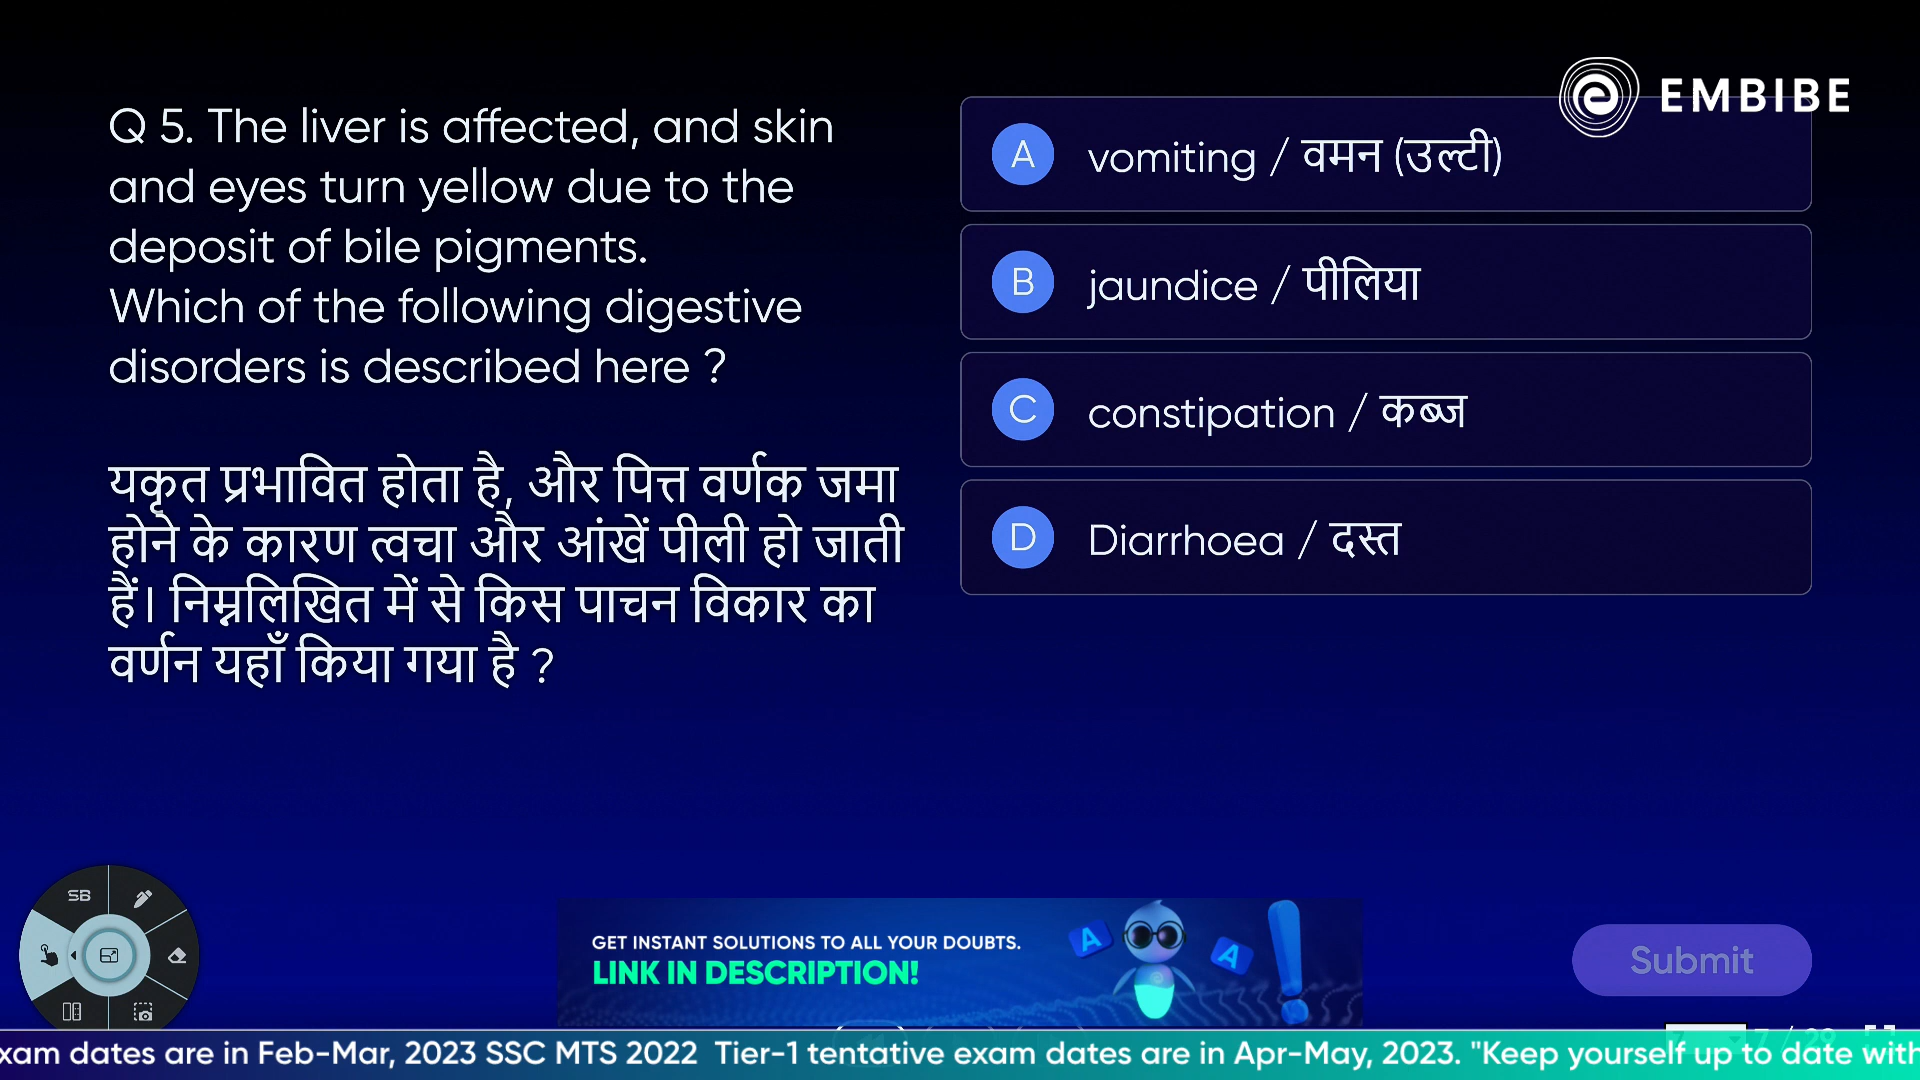 EMBIBE
Q 5. The liver is affected, and skin
and eyes turn yellow due to the
deposit of bile pigments.
Which of the following digestive
disorders is described here ?
यकृत प्रभावित होता है, और पित्त वर्णक जमा
होने के कारण त्वचा और आंखें पीली हो जाती
हैं। निम्नलिखित में से किस पाचन विकार का
वर्णन यहाँ किया गया है ?
A vomiting / वमन (उल्टी)
B jaundice / पीलिया
C constipation / कब्ज
D Diarrhoea / दस्त
SB
GET INSTANT SOLUTIONS TO ALL YOUR DOUBTS.
LINK IN DESCRIPTION!
A A
Submit
xam dates are in Feb-Mar, 2023 SSC MTS 2022 Tier-1 tentative exam dates are in Apr-May, 2023. "Keep yourself up to date with